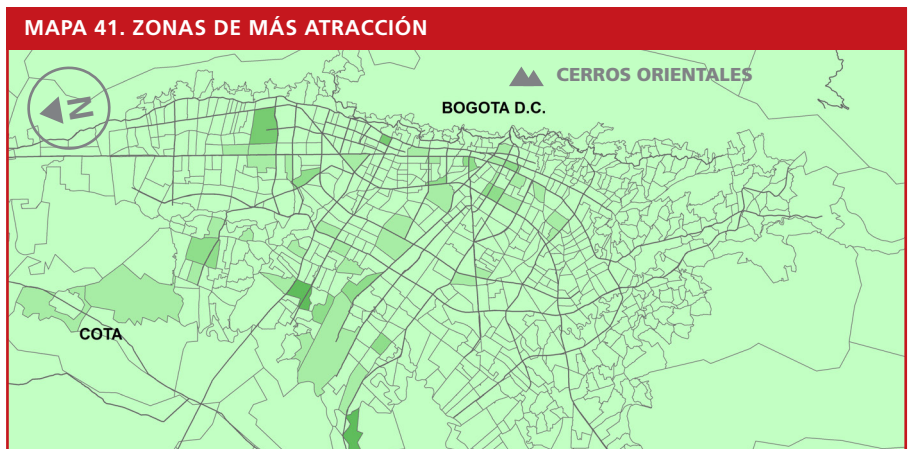 MAPA 41. ZONAS DE MÁS ATRACCIÓN
CERROS ORIENTALES
BOGOTA D.C.
N
COTA